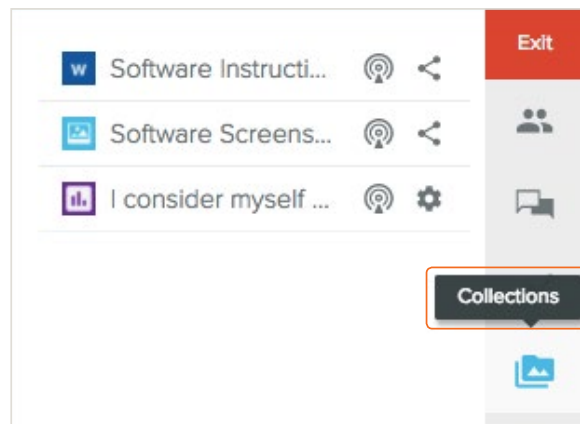 Exit
W Software Instructi...
Software Screens...
I consider myself ...
Collections